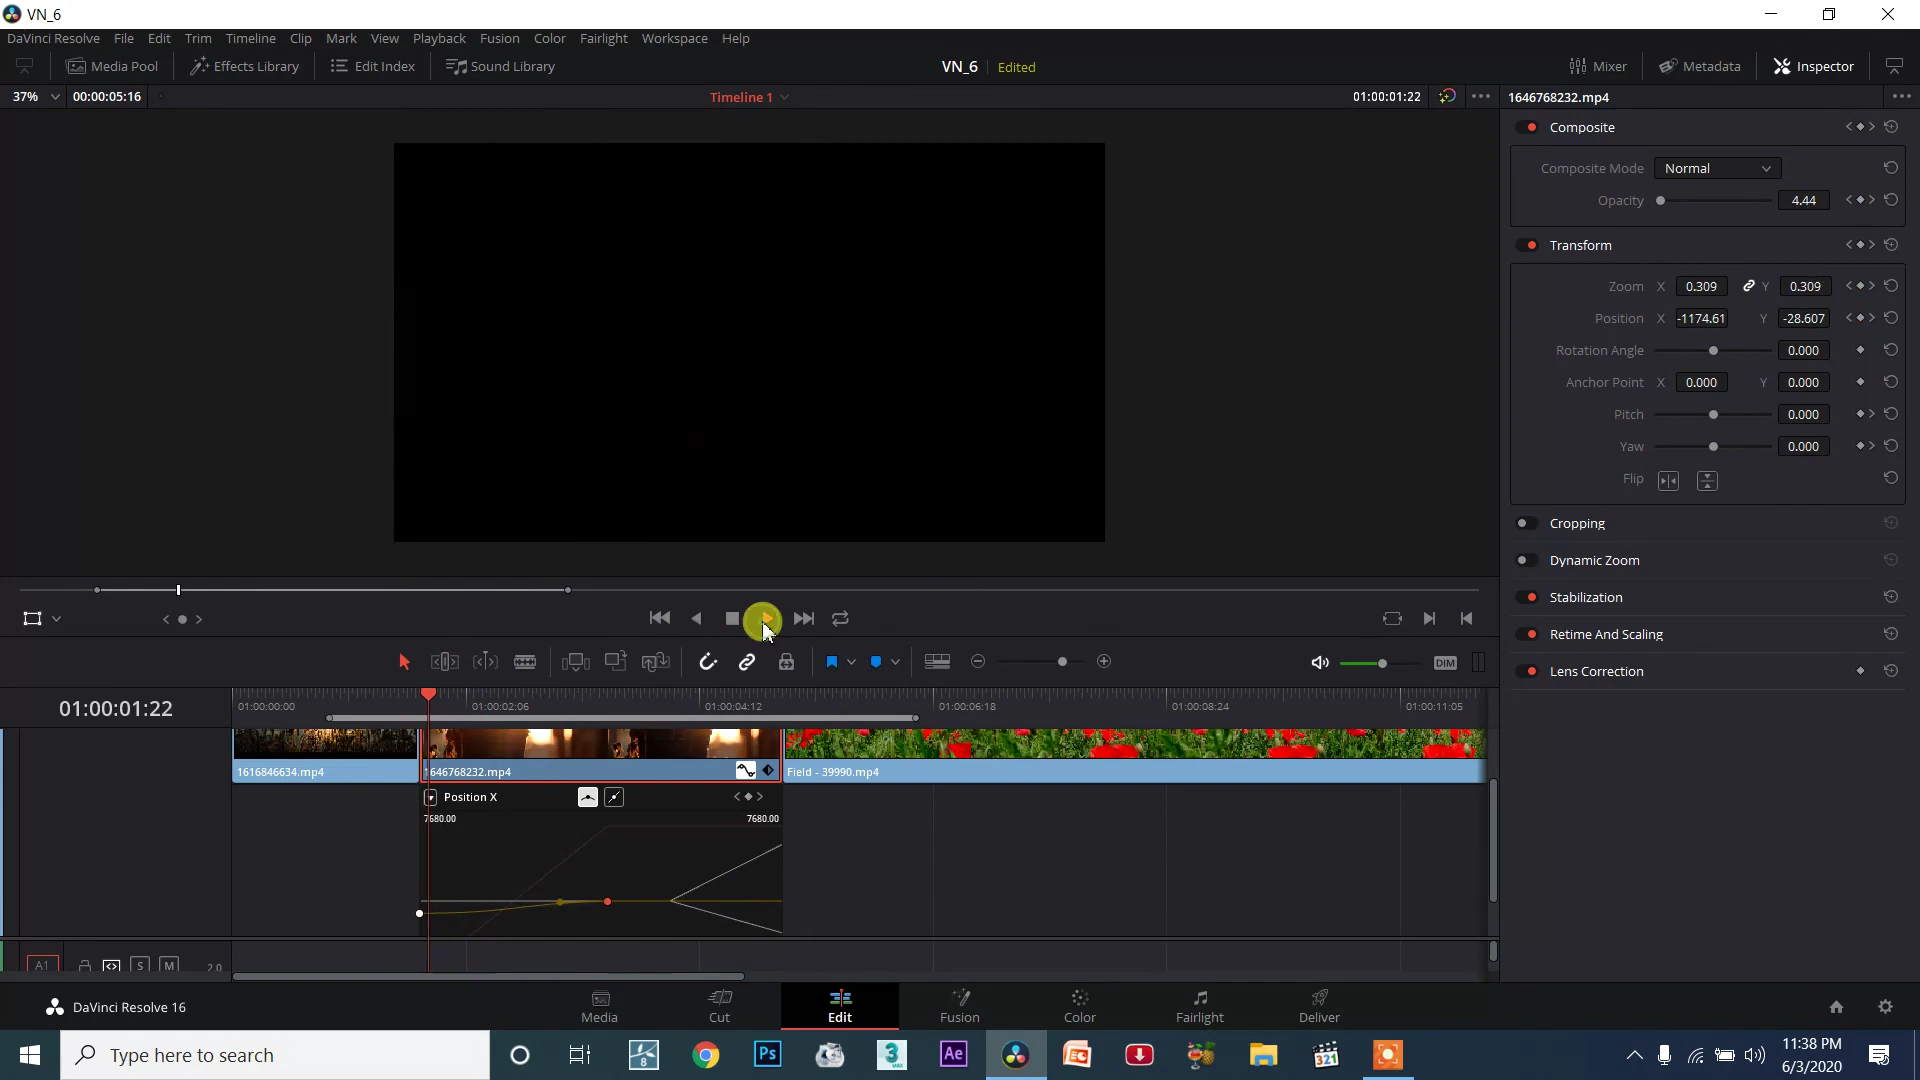 VN_6
DaVinci Resolve File Edit Trim Timeline Clip Mark View Playback Fusion Color Fairlight Workspace Help
Media Pool Effects Library Edit Index Sound Library VN_6 Edited Mixer Metadata Inspector
37% 00:00:05:16 Timeline 1 01:00:01:22 1646768232.mp4
Composite
Composite Mode Normal
Opacity 4.44
Transform
Zoom X 0.309 Y 0.309
Position X -1174.61 Y -28.607
Rotation Angle 0.000
Anchor Point X 0.000 Y 0.000
Pitch 0.000
Yaw 0.000
Flip
Cropping
Dynamic Zoom
Stabilization
Retime And Scaling
Lens Correction
DIM
01:00:01:22 01:00:00:00 01:00:02:06 01:00:04:12 01:00:06:18 01:00:08:24 01:00:11:05
1616846634.mp4 1646768232.mp4 Field - 39990.mp4
Position X
7680.00 7680.00
A1 S M 2.0
DaVinci Resolve 16 Media Cut Edit Fusion Color Fairlight Deliver
Type here to search 8 Ps 3 MAX Ae 321 11:38 PM
6/3/2020